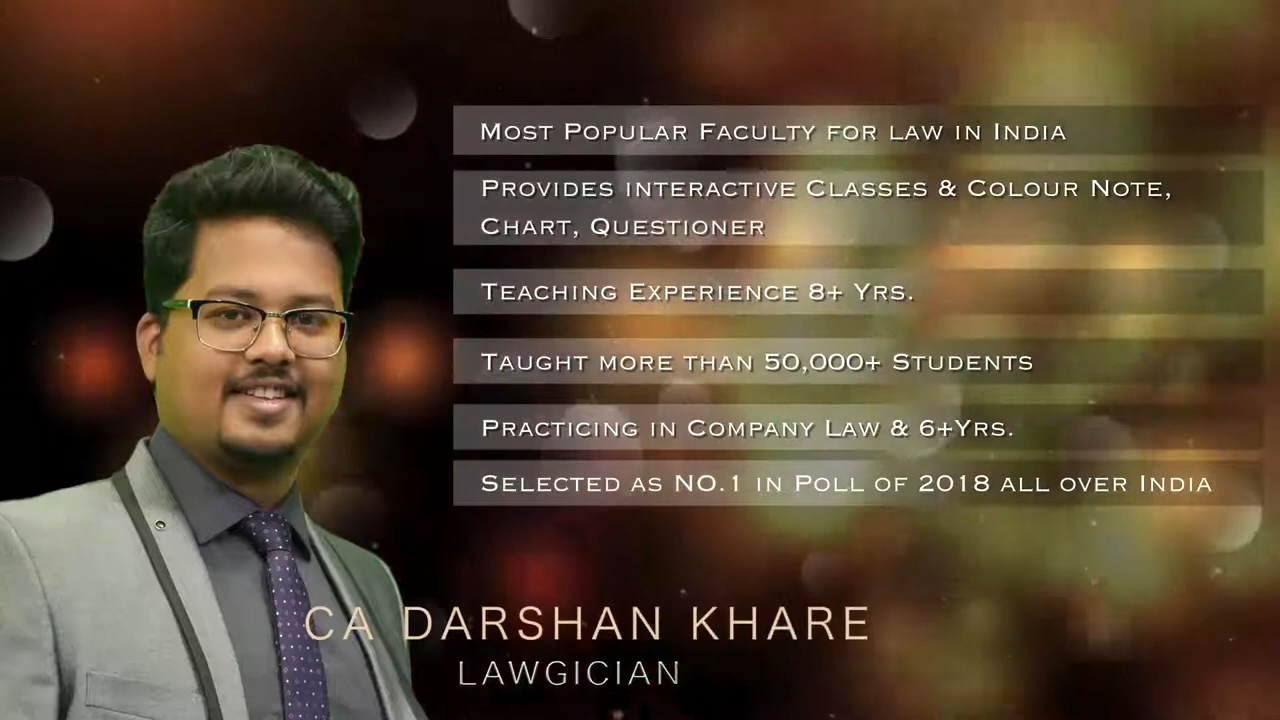 Most Popular Faculty for law in India
Provides interactive Classes & Colour Note,
Chart, Questioner
Teaching Experience 8+ Yrs.
Taught more than 50,000+ Students
Practicing in Company Law & 6+Yrs.
Selected as NO.1 in Poll of 2018 all over India
CA DARSHAN KHARE
LAWGICIAN